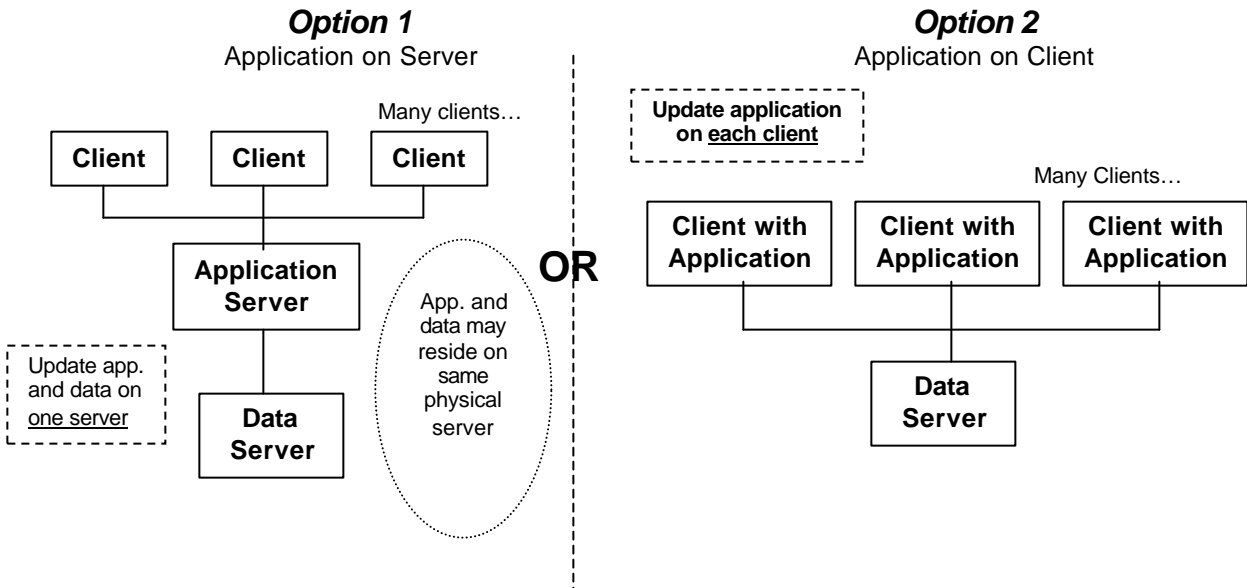 Option 1
Application on Server
Many clients…
Client
Client
Client
Application
Server
Update app.
and data on
one server
Data
Server
App. and
data may
reside on
same
physical
server
OR
Option 2
Application on Client
Update application
on each client
Many Clients…
Client with
Application
Client with
Application
Client with
Application
Data
Server